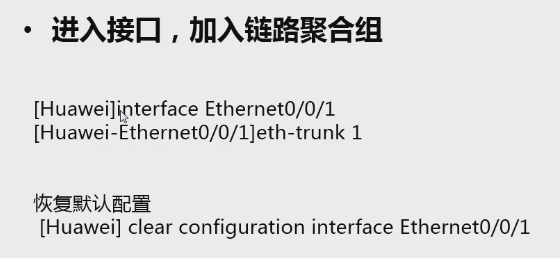 • 进入接口，加入链路聚合组
[Huawei]interface Ethernet0/0/1
[Huawei-Ethernet0/0/1]eth-trunk 1
恢复默认配置
[Huawei] clear configuration interface Ethernet0/0/1